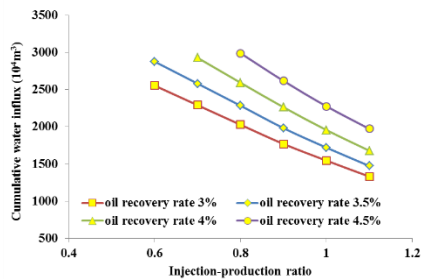 3500
3000
2500
2000
1500
1000
500
Cumulative water influx (10⁴m³)
oil recovery rate 3%
oil recovery rate 3.5%
oil recovery rate 4%
oil recovery rate 4.5%
0.4 0.6 0.8 1 1.2
Injection-production ratio